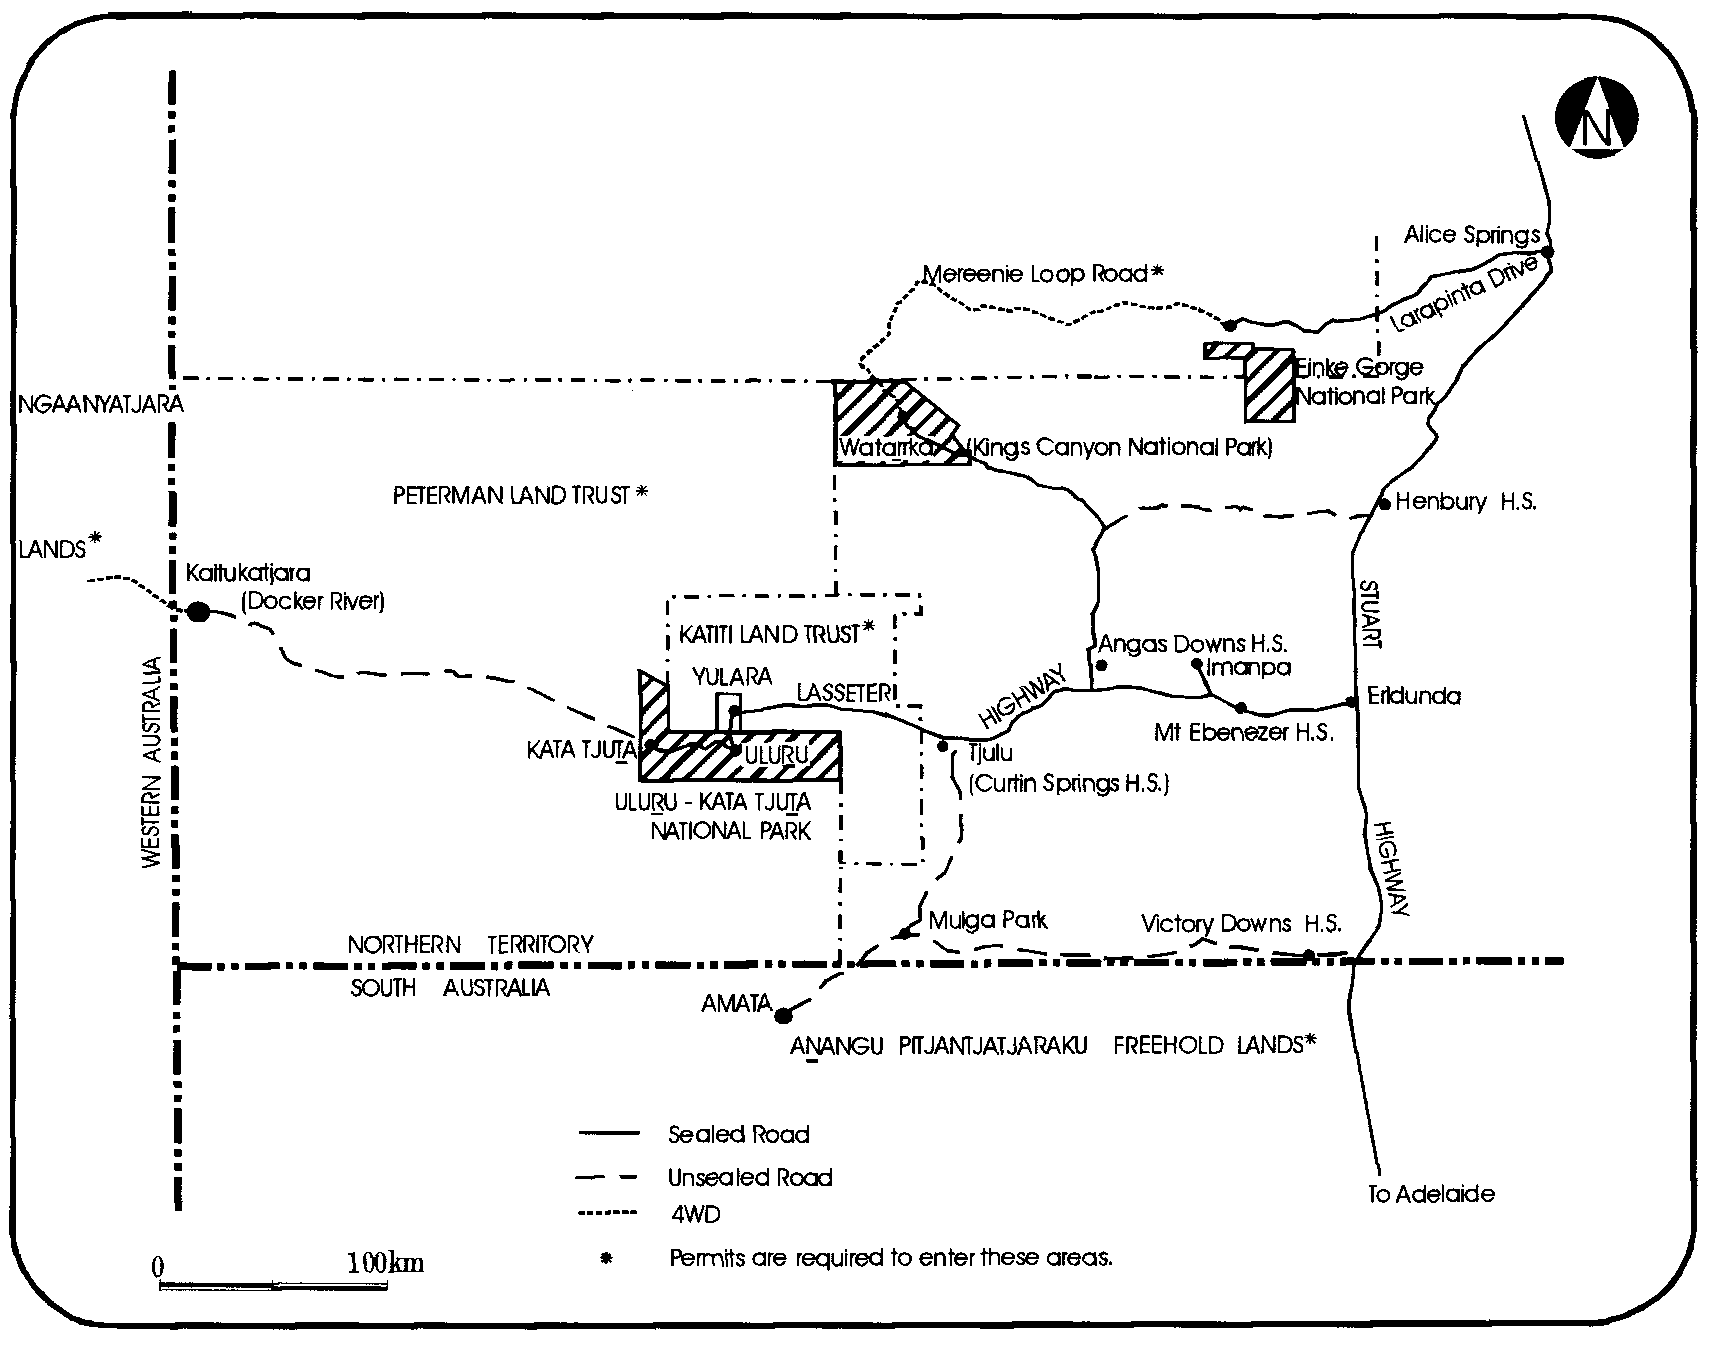 N
Alice Springs
Larapinta Drive
Mereenie Loop Road*
Finke Gorge
National Park
NGAANYATJARA
Watarrka (Kings Canyon National Park)
PETERMAN LAND TRUST *
Henbury H.S.
LANDS*
Kaltukatjara
(Docker River)
STUART
KATITI LAND TRUST*
Angas Downs H.S.
Imanpa
YULARA
LASSETER
HIGHWAY
Erldunda
Mt Ebenezer H.S.
KATA TJUTA
ULURU
Tjulu
(Curtin Springs H.S.)
ULURU - KATA TJUTA
NATIONAL PARK
WESTERN AUSTRALIA
HIGHWAY
Mulga Park
Victory Downs H.S.
NORTHERN TERRITORY
SOUTH AUSTRALIA
AMATA
ANANGU PITJANTJATJARAKU FREEHOLD LANDS*
Sealed Road
Unsealed Road
4WD
* Permits are required to enter these areas.
To Adelaide
0 100km